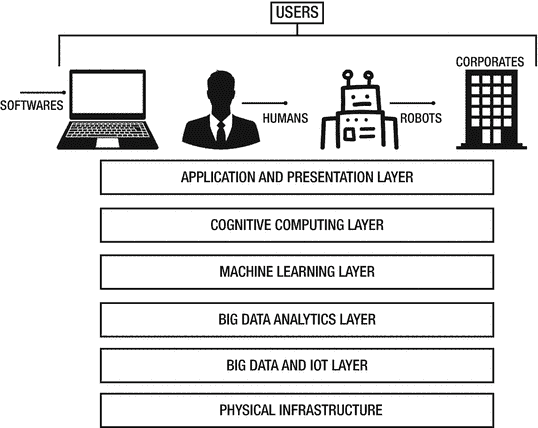 USERS
CORPORATES
SOFTWARES
HUMANS
ROBOTS
APPLICATION AND PRESENTATION LAYER
COGNITIVE COMPUTING LAYER
MACHINE LEARNING LAYER
BIG DATA ANALYTICS LAYER
BIG DATA AND IOT LAYER
PHYSICAL INFRASTRUCTURE